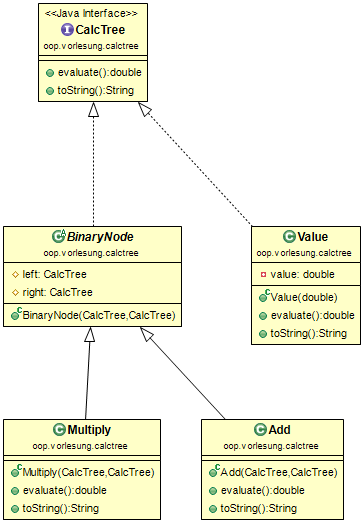 <<Java Interface>>
CalcTree
oop.vorlesung.calctree
evaluate():double
toString():String
BinaryNode
oop.vorlesung.calctree
left: CalcTree
right: CalcTree
BinaryNode(CalcTree,CalcTree)
Value
oop.vorlesung.calctree
value: double
Value(double)
evaluate():double
toString():String
Multiply
oop.vorlesung.calctree
Multiply(CalcTree,CalcTree)
evaluate():double
toString():String
Add
oop.vorlesung.calctree
Add(CalcTree,CalcTree)
evaluate():double
toString():String